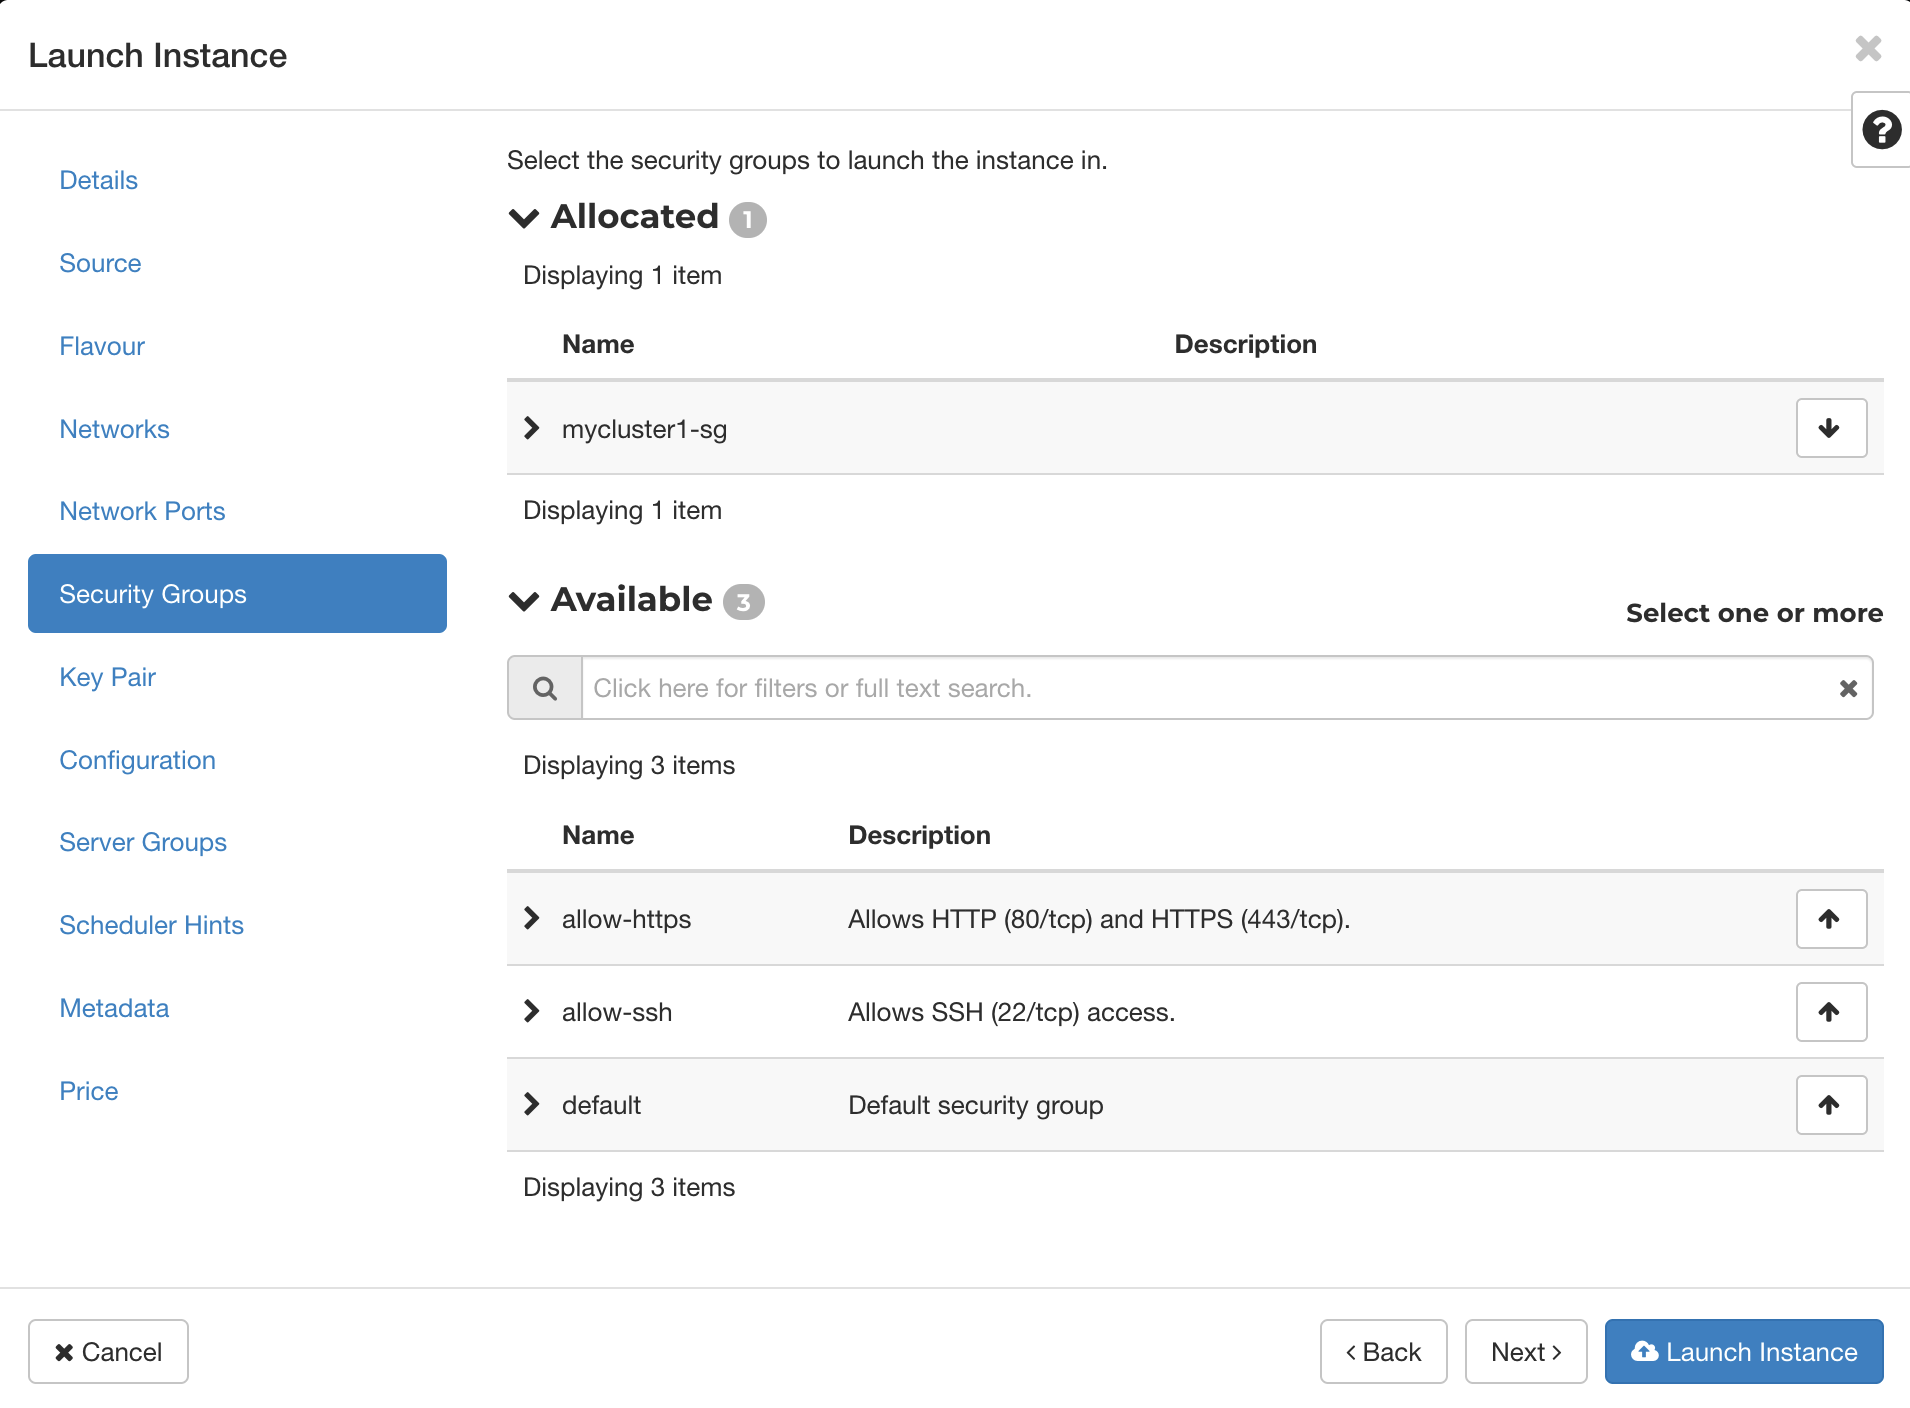 Launch Instance
Details
Source
Flavour
Networks
Network Ports
Security Groups
Key Pair
Configuration
Server Groups
Scheduler Hints
Metadata
Price
Select the security groups to launch the instance in.
Allocated 1
Displaying 1 item
Name Description
mycluster1-sg
Displaying 1 item
Available 3
Select one or more
Click here for filters or full text search.
Displaying 3 items
Name Description
allow-https Allows HTTP (80/tcp) and HTTPS (443/tcp).
allow-ssh Allows SSH (22/tcp) access.
default Default security group
Displaying 3 items
Cancel
Back
Next
Launch Instance